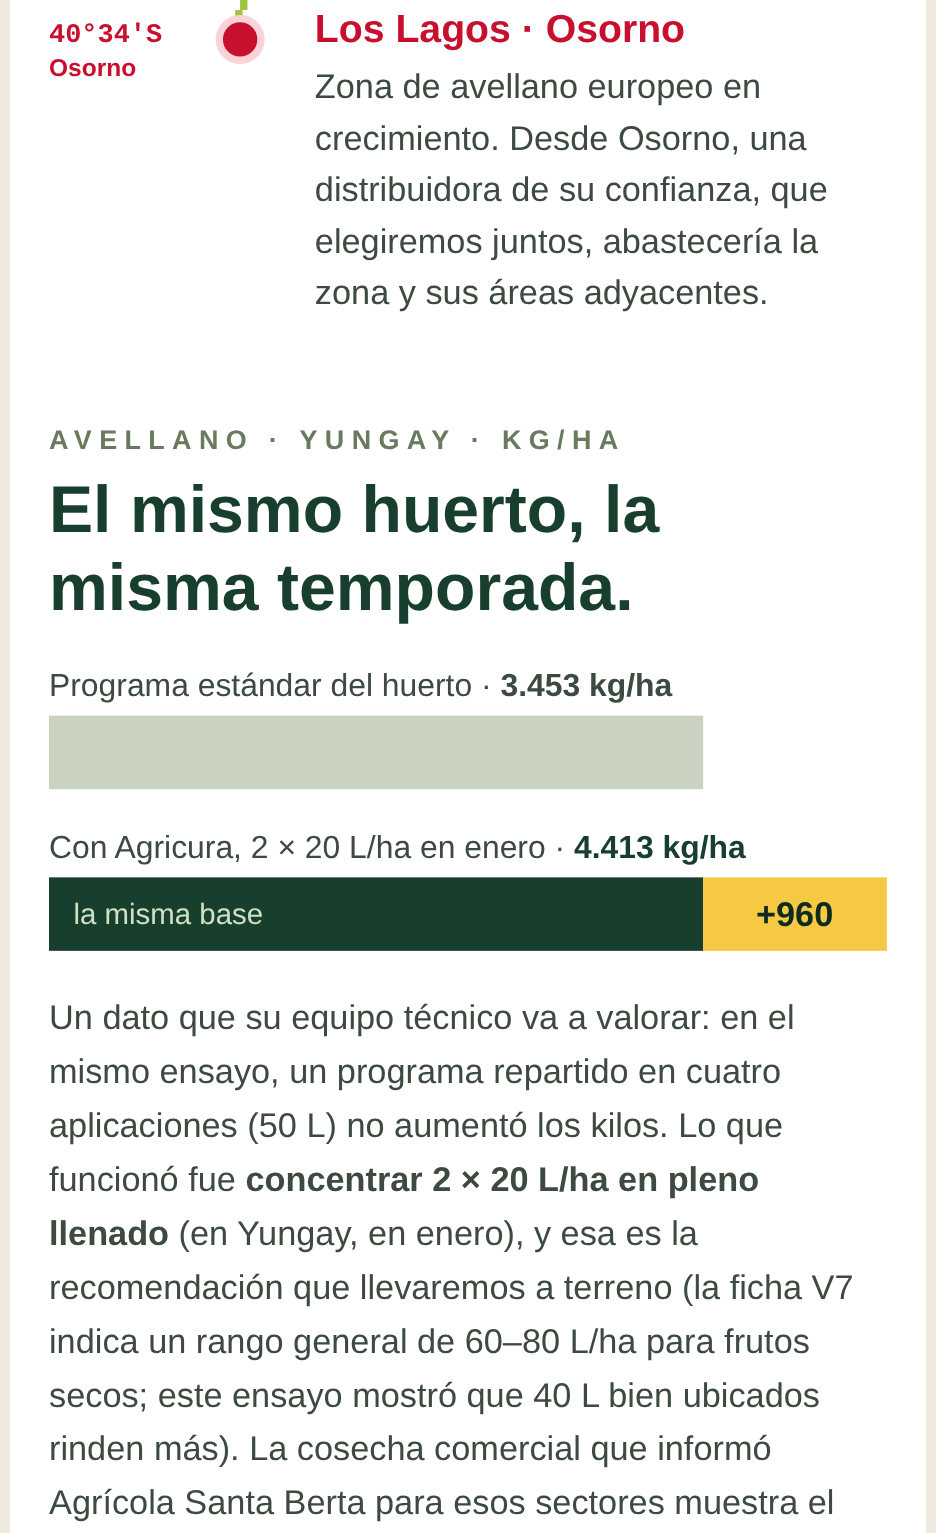 40°34'S
Osorno
Los Lagos · Osorno
Zona de avellano europeo en
crecimiento. Desde Osorno, una
distribuidora de su confianza, que
elegiremos juntos, abastecería la
zona y sus áreas adyacentes.
AVELLANO · YUNGAY · KG/HA
El mismo huerto, la
misma temporada.
Programa estándar del huerto · 3.453 kg/ha
Con Agricura, 2 × 20 L/ha en enero · 4.413 kg/ha
la misma base
+960
Un dato que su equipo técnico va a valorar: en el
mismo ensayo, un programa repartido en cuatro
aplicaciones (50 L) no aumentó los kilos. Lo que
funcionó fue concentrar 2 × 20 L/ha en pleno
llenado (en Yungay, en enero), y esa es la
recomendación que llevaremos a terreno (la ficha V7
indica un rango general de 60–80 L/ha para frutos
secos; este ensayo mostró que 40 L bien ubicados
rinden más). La cosecha comercial que informó
Agrícola Santa Berta para esos sectores muestra el